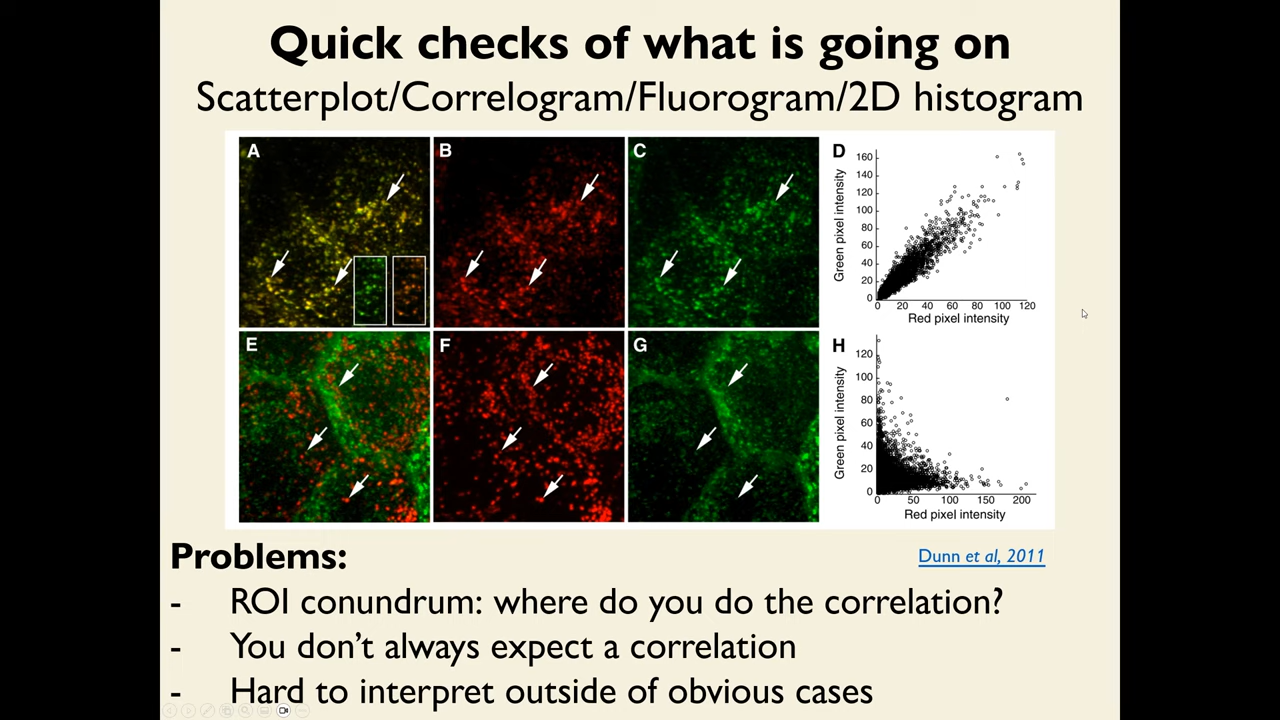 Quick checks of what is going on
Scatterplot/Correlogram/Fluorogram/2D histogram
A
B
C
D
Green pixel intensity
160
140
120
100
80
60
40
20
0
0 20 40 60 80 100 120
Red pixel intensity
E
F
G
H
Green pixel intensity
120
100
80
60
40
20
0
0 50 100 150 200
Red pixel intensity
Problems:
Dunn et al, 2011
- ROI conundrum: where do you do the correlation?
- You don’t always expect a correlation
- Hard to interpret outside of obvious cases